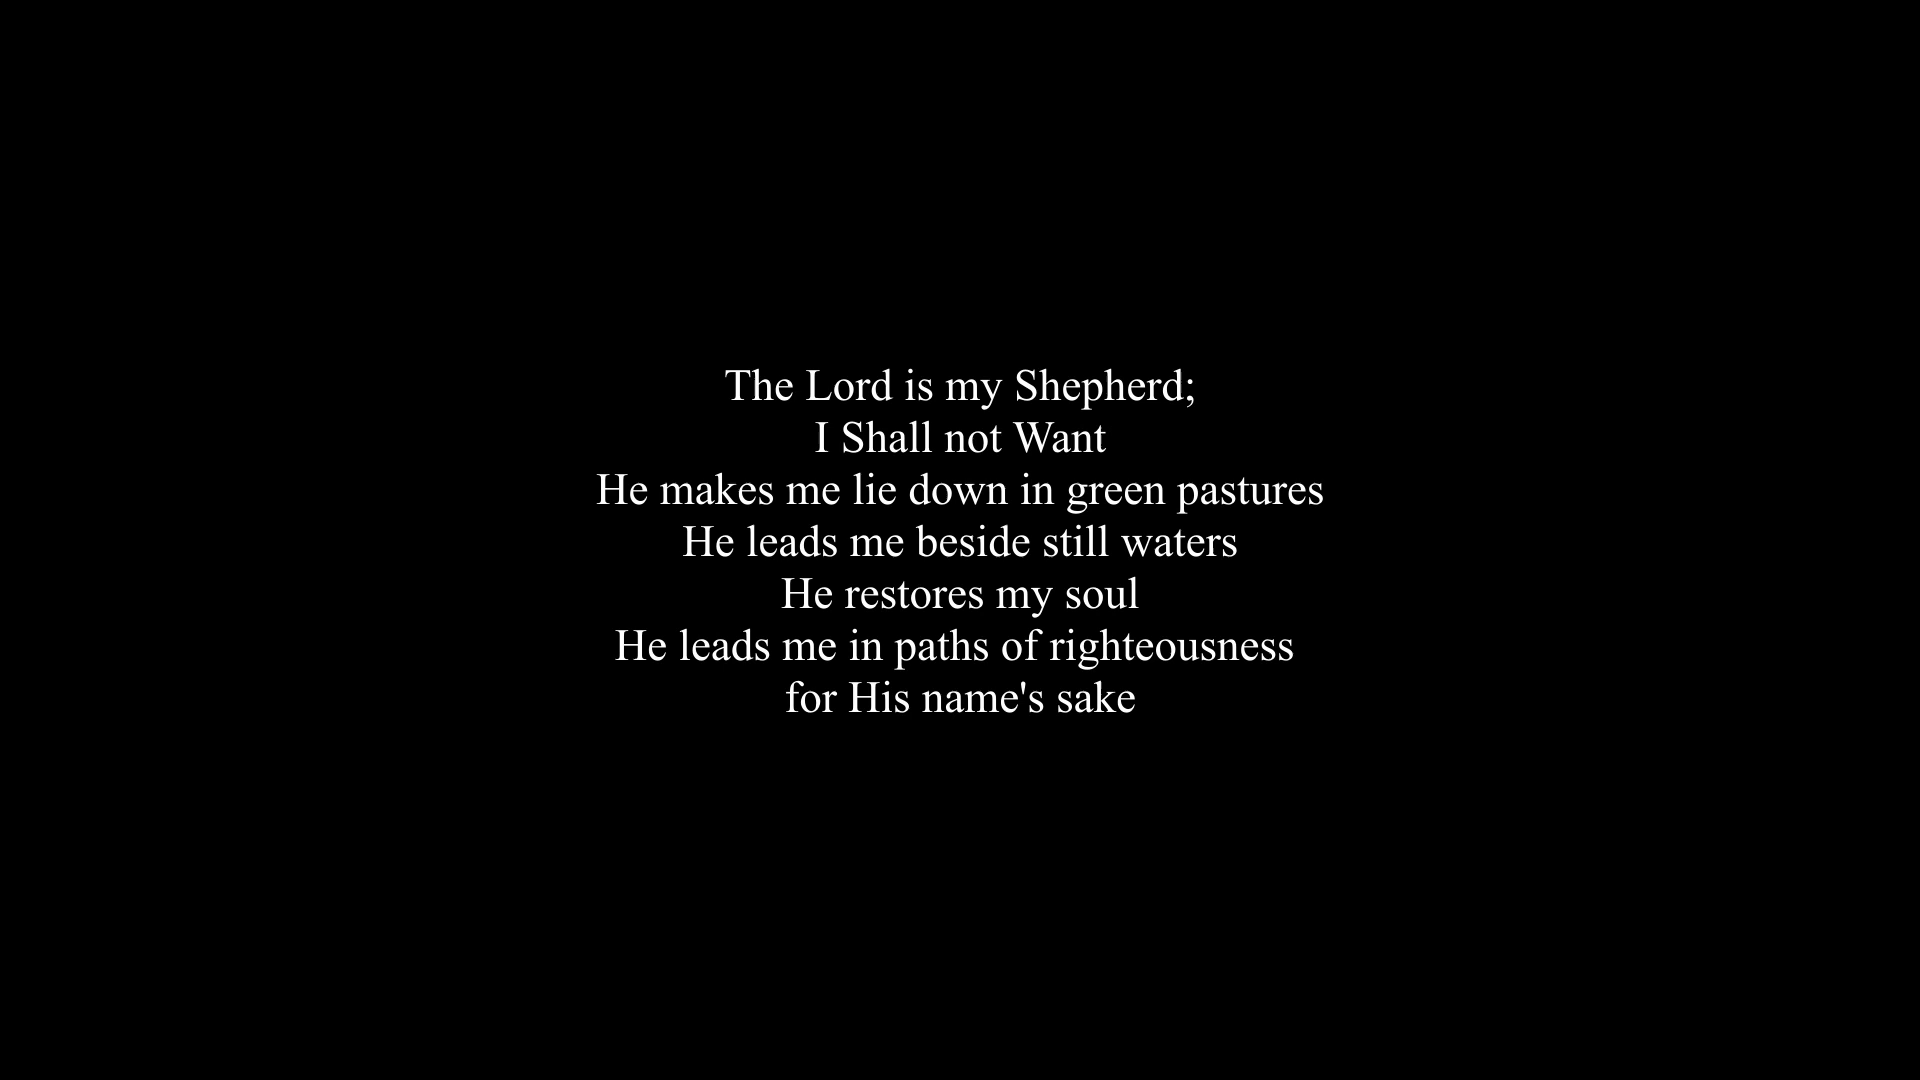 The Lord is my Shepherd;
I Shall not Want
He makes me lie down in green pastures
He leads me beside still waters
He restores my soul
He leads me in paths of righteousness
for His name's sake